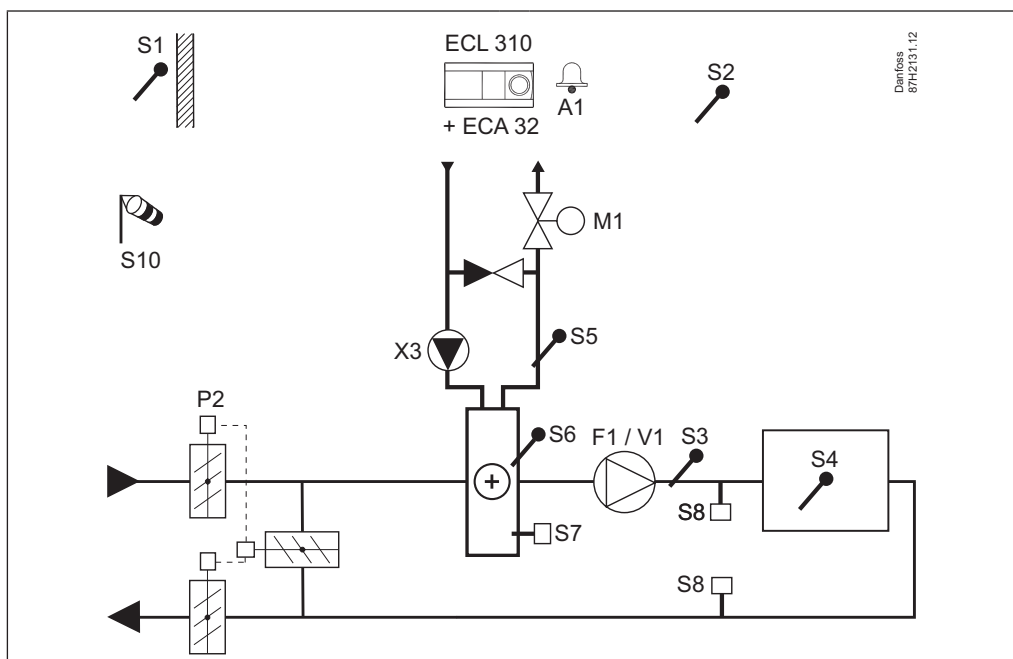 S1
ECL 310
A1
+ ECA 32
S2
Danfoss
87H2131.12
S10
M1
X3
S5
P2
S6
F1 / V1
S3
S4
S8
S7
S8